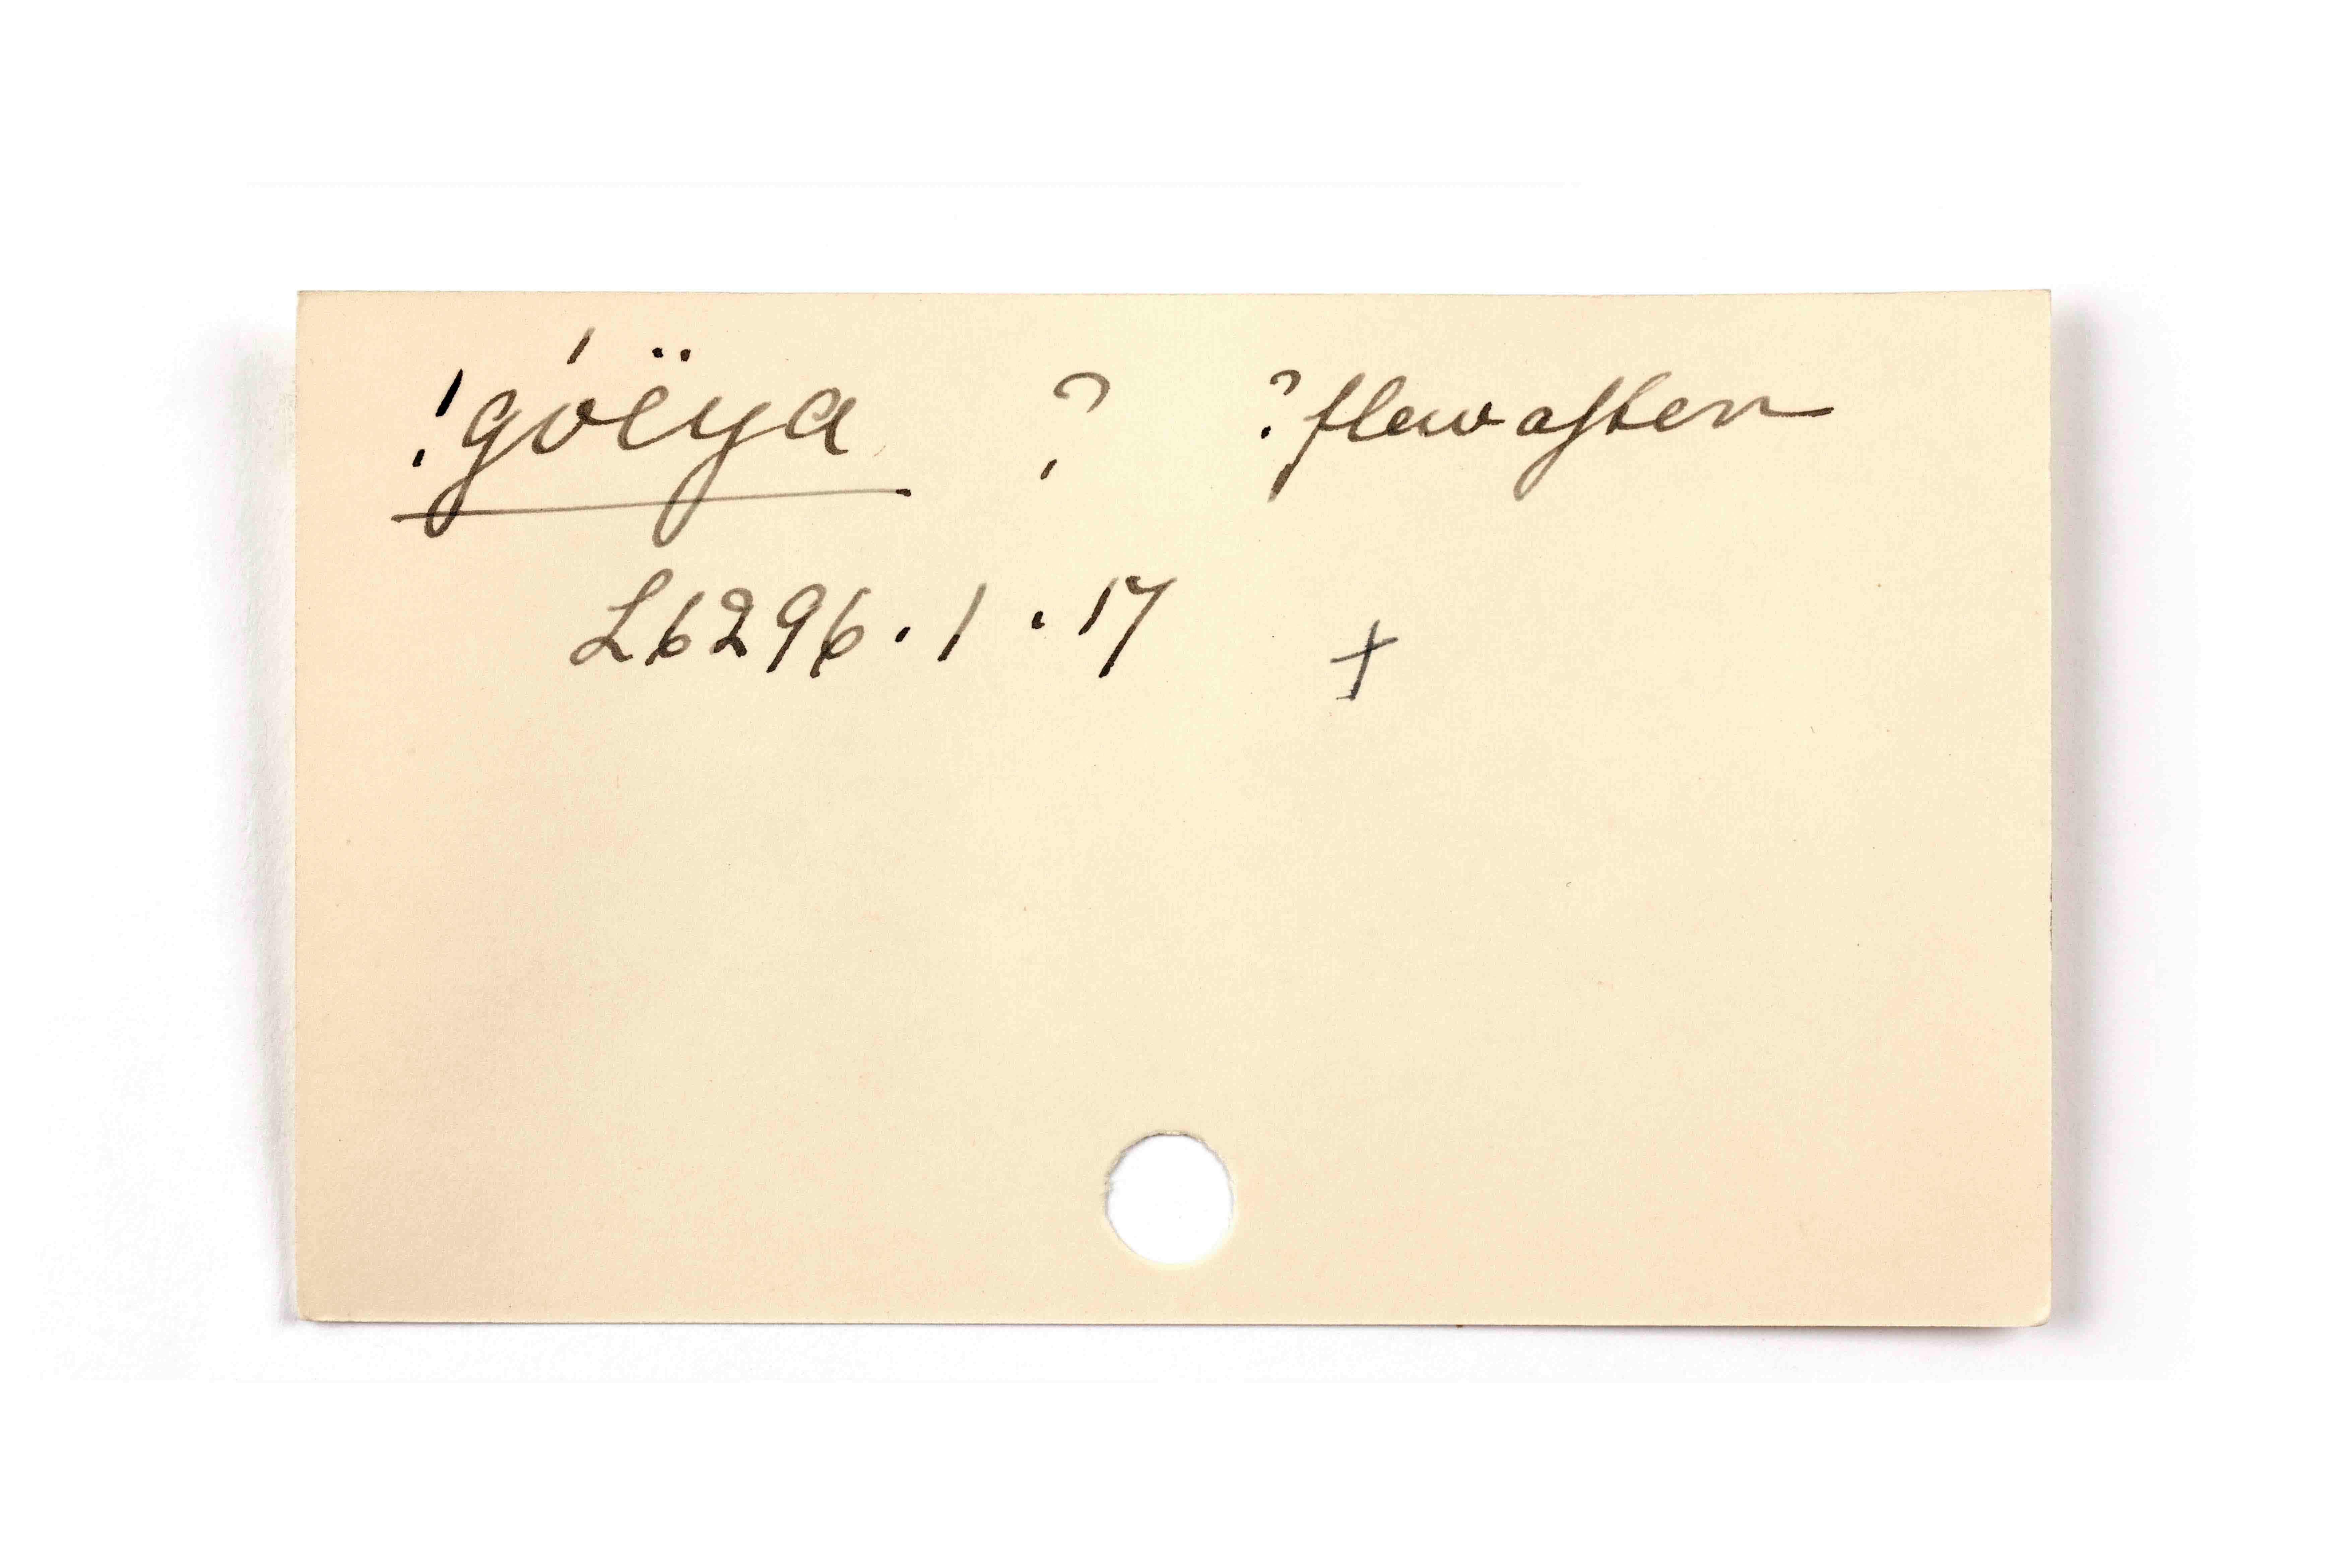 !góëya ? ?flew after
L6296.1.17 +